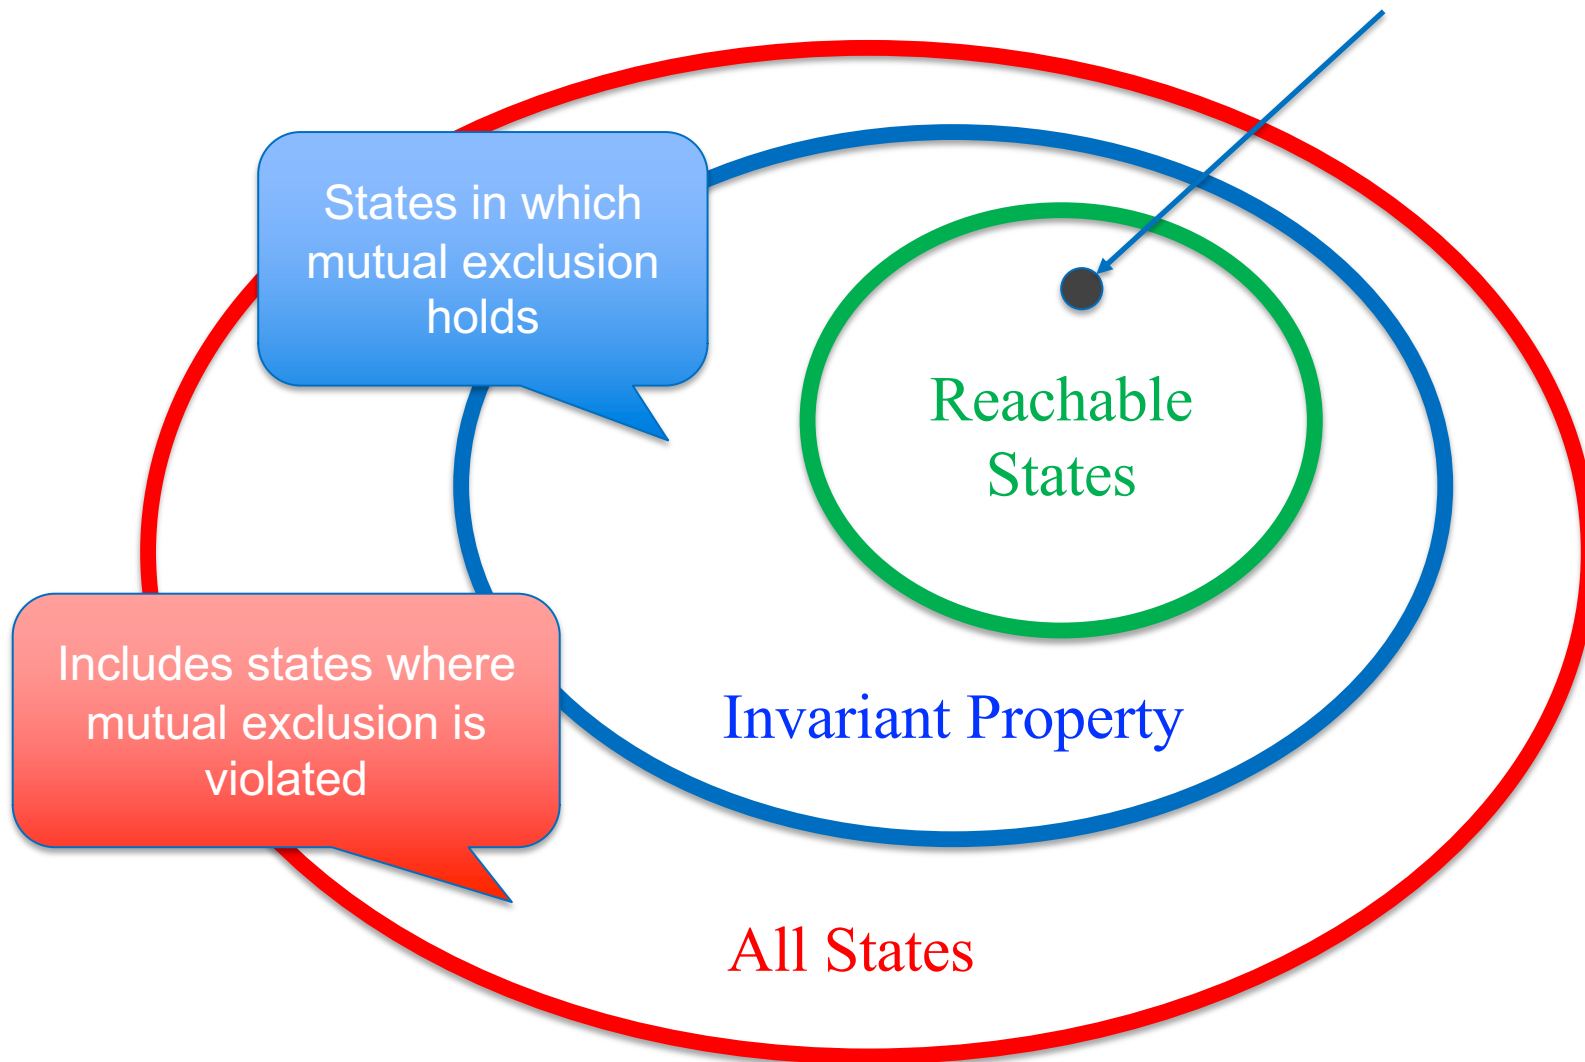 States in which
mutual exclusion
holds
Reachable
States
Includes states where
mutual exclusion is
violated
Invariant Property
All States